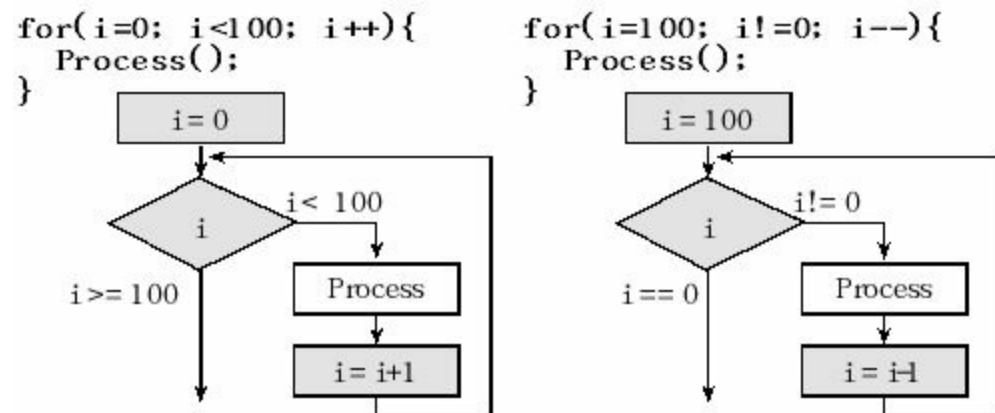 for(i=0; i<100; i++){
Process();
}
i= 0
i< 100
i
i>= 100
Process
i= i+1
for(i=100; i!=0; i--){
Process();
}
i= 100
i!= 0
i
i== 0
Process
i= i-1